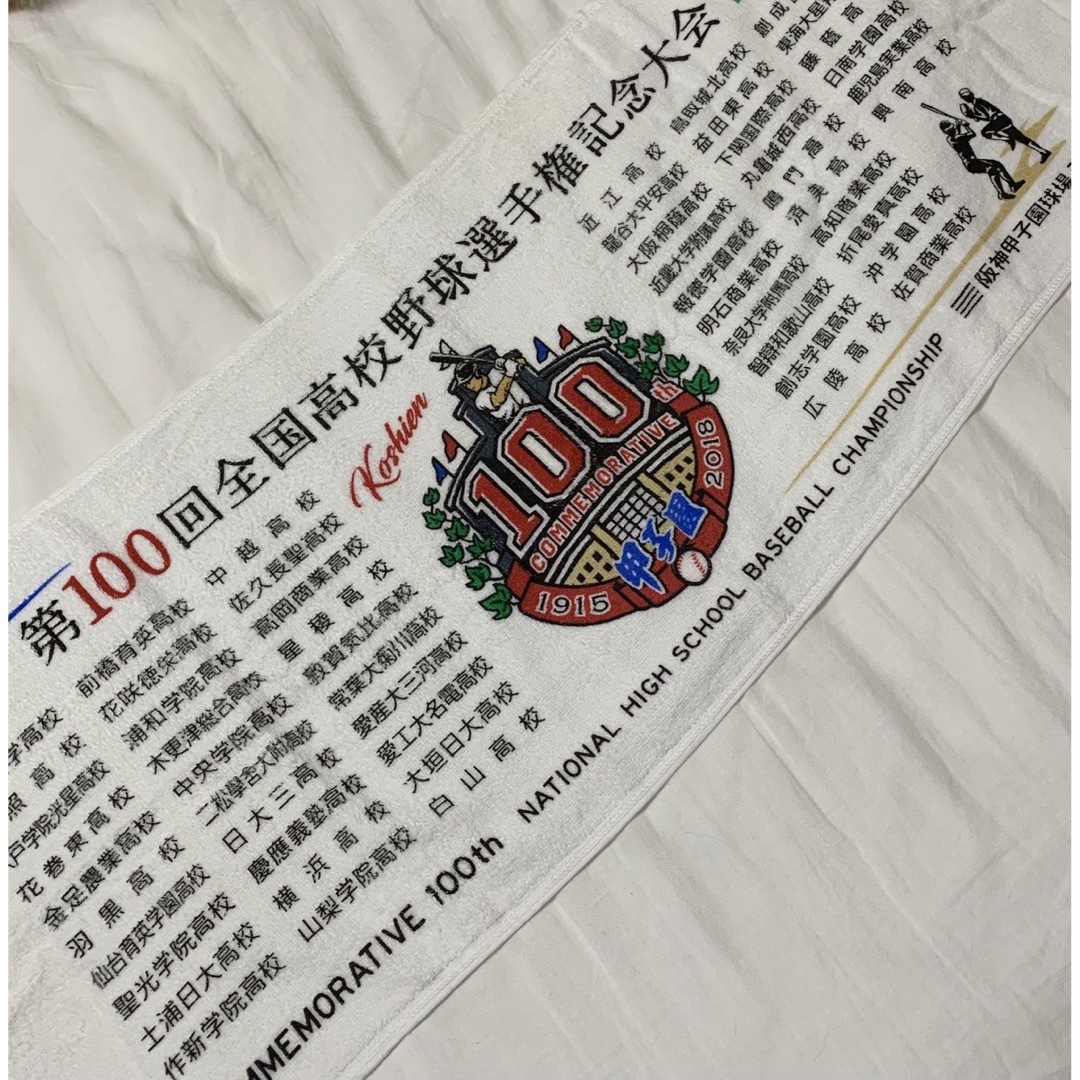 第100回全国高校野球選手権記念大会
Koshien
学高校
照高校
戸学院光星高校
花巻東高校
金足農業高校
羽黒高校
仙台育英学園高校
聖光学院高校
土浦日大高校
作新学院高校
前橋育英高校
花咲徳栄高校
浦和学院高校
木更津総合高校
中央学院高校
二松學舎大附高校
日大三高校
慶應義塾高校
横浜高校
山梨学院高校
中越高校
佐久長聖高校
高岡商業高校
星稜高校
敦賀気比高校
常葉大菊川高校
愛産大三河高校
愛工大名電高校
大垣日大高校
白山高校
100th
COMMEMORATIVE
甲子園
1915
2018
近江高校
龍谷大平安高校
大阪桐蔭高校
近畿大学附属高校
報徳学園高校
明石商業高校
奈良大学附属高校
智辯和歌山高校
創志学園高校
広陵高校
鳥取城北高校
益田東高校
下関国際高校
丸亀城西高校
鳴門高校
済美高校
高知商業高校
折尾愛真高校
沖学園高校
佐賀商業高校
創成
東海大星
藤蔭高
日南学園高校
鹿児島実業高校
興南高校
阪神甲子園球場
MMEMORATIVE 100th NATIONAL HIGH SCHOOL BASEBALL CHAMPIONSHIP